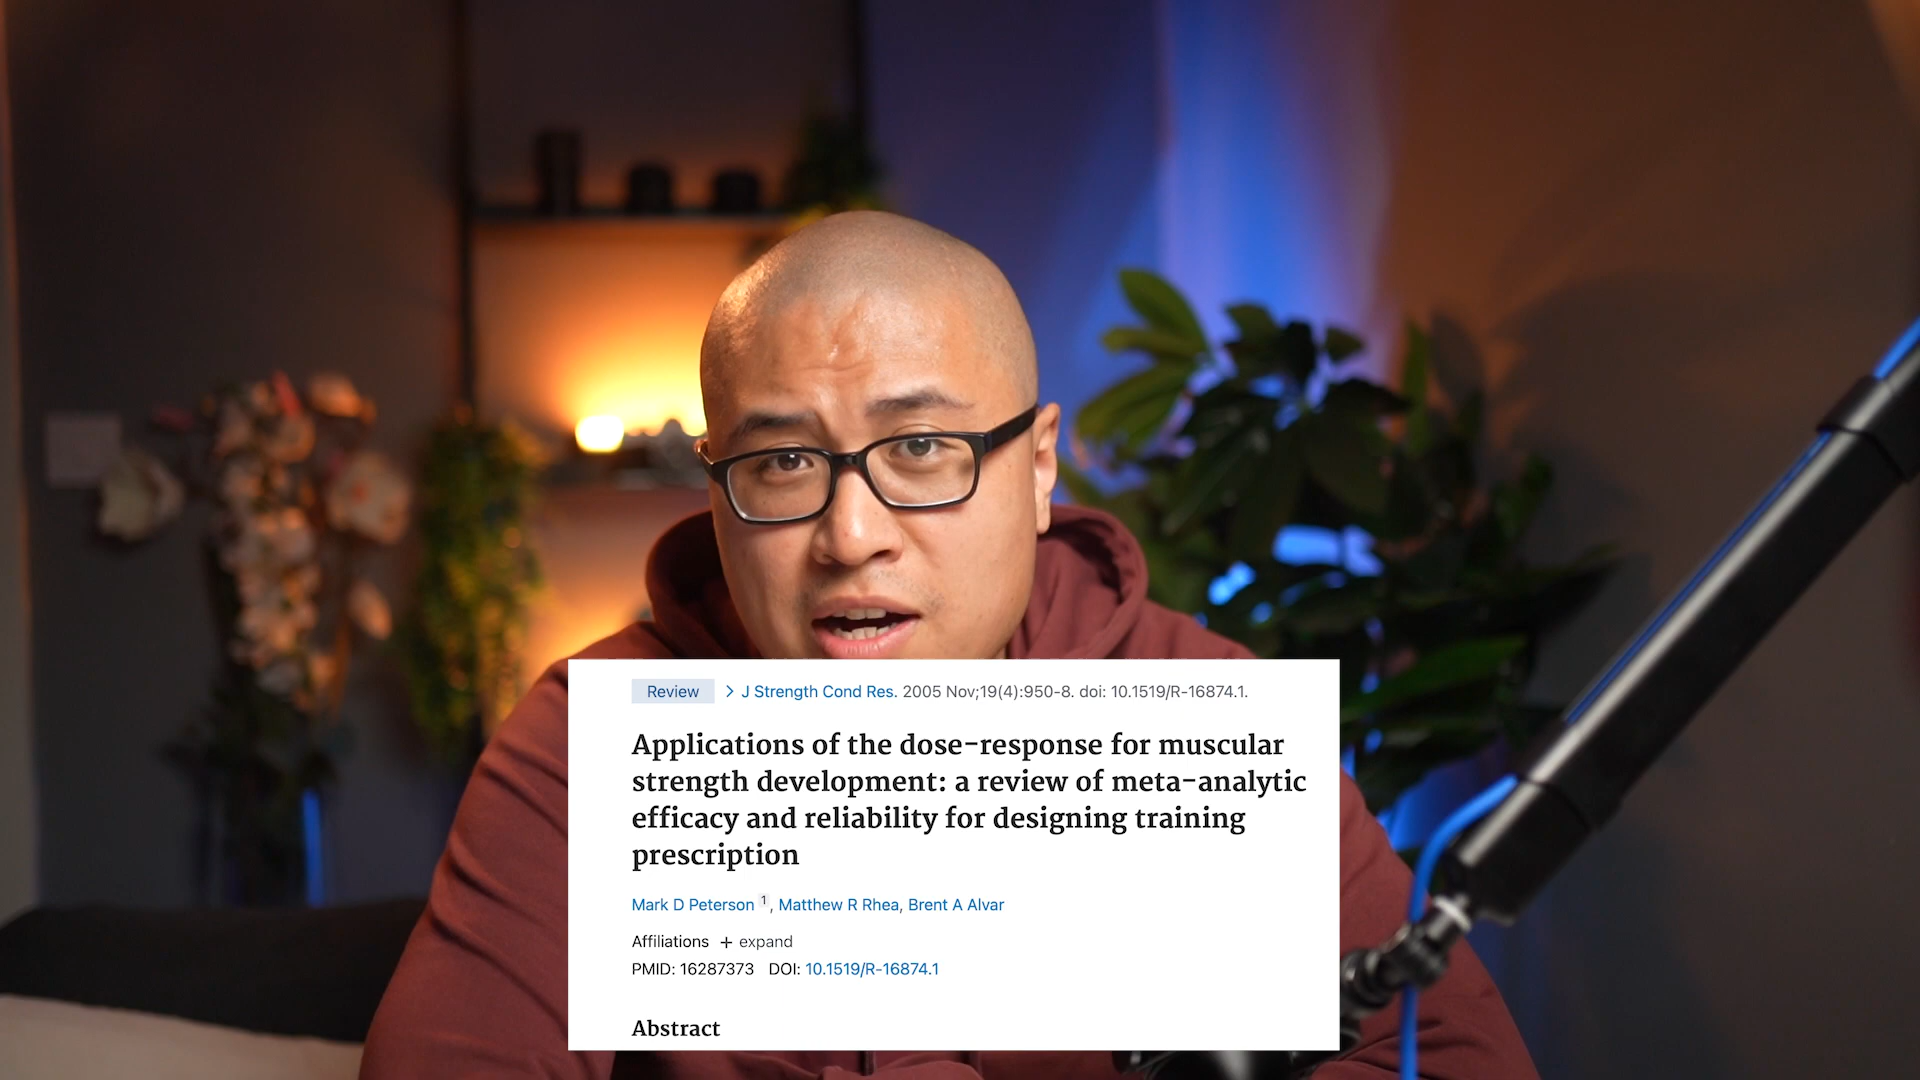 Review > J Strength Cond Res. 2005 Nov;19(4):950-8. doi: 10.1519/R-16874.1.
Applications of the dose-response for muscular
strength development: a review of meta-analytic
efficacy and reliability for designing training
prescription
Mark D Peterson 1, Matthew R Rhea, Brent A Alvar
Affiliations + expand
PMID: 16287373 DOI: 10.1519/R-16874.1
Abstract